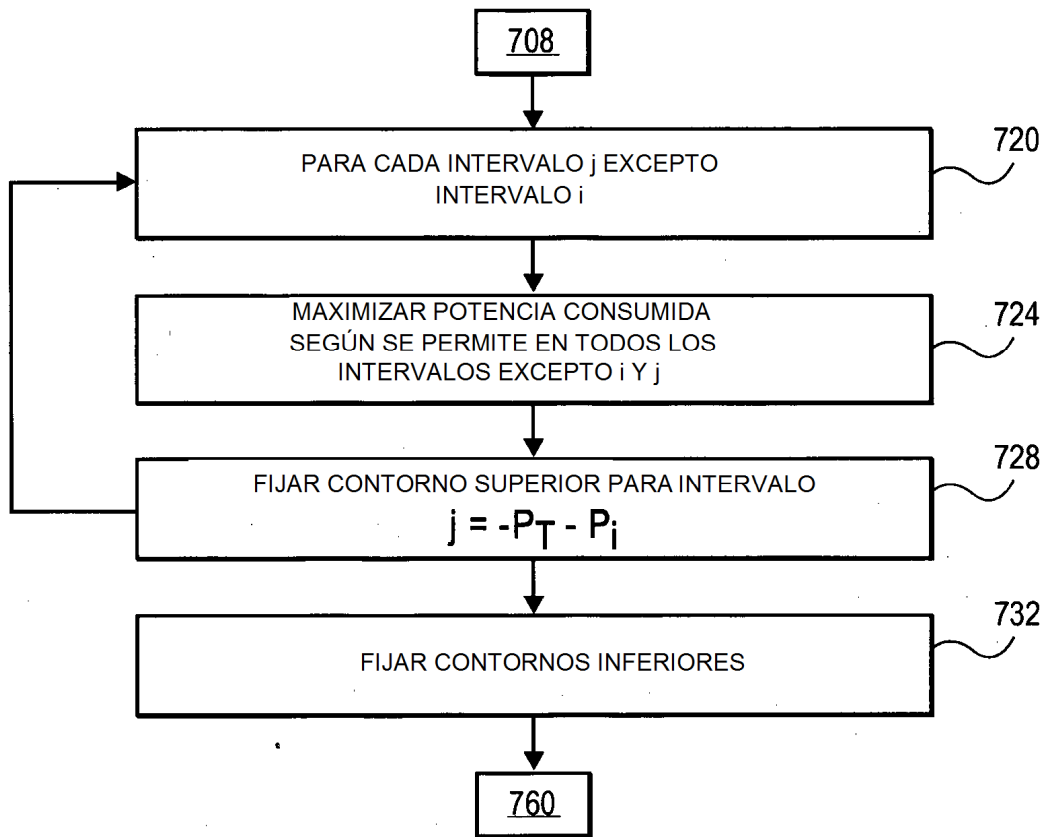 708
PARA CADA INTERVALO j EXCEPTO
INTERVALO i
720
MAXIMIZAR POTENCIA CONSUMIDA
SEGÚN SE PERMITE EN TODOS LOS
INTERVALOS EXCEPTO i Y j
724
FIJAR CONTORNO SUPERIOR PARA INTERVALO
j = -PT - Pi
728
FIJAR CONTORNOS INFERIORES
732
760